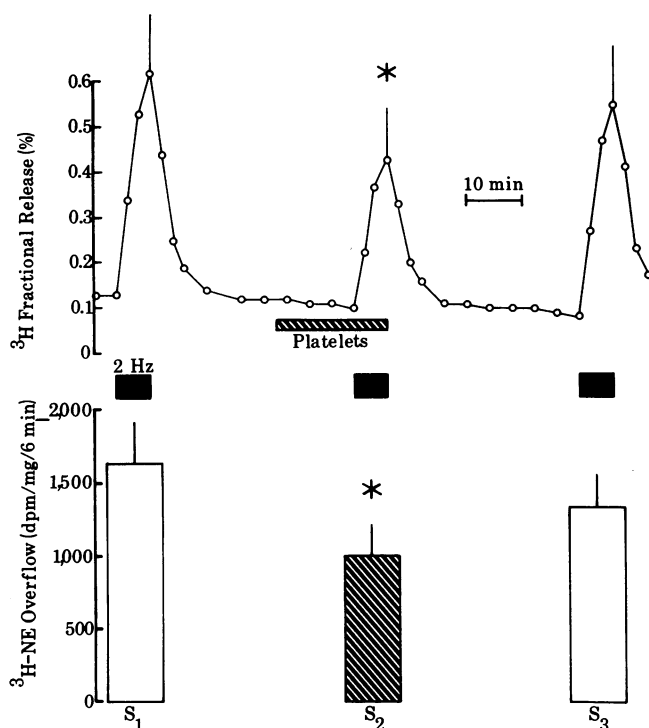 ³H Fractional Release (%)
0.6
0.5
0.4
0.3
0.2
0.1
0
*
10 min
Platelets
2 Hz
³H-NE Overflow (dpm/mg/6 min)
2,000
1,500
1,000
500
0
*
S₁
S₂
S₃